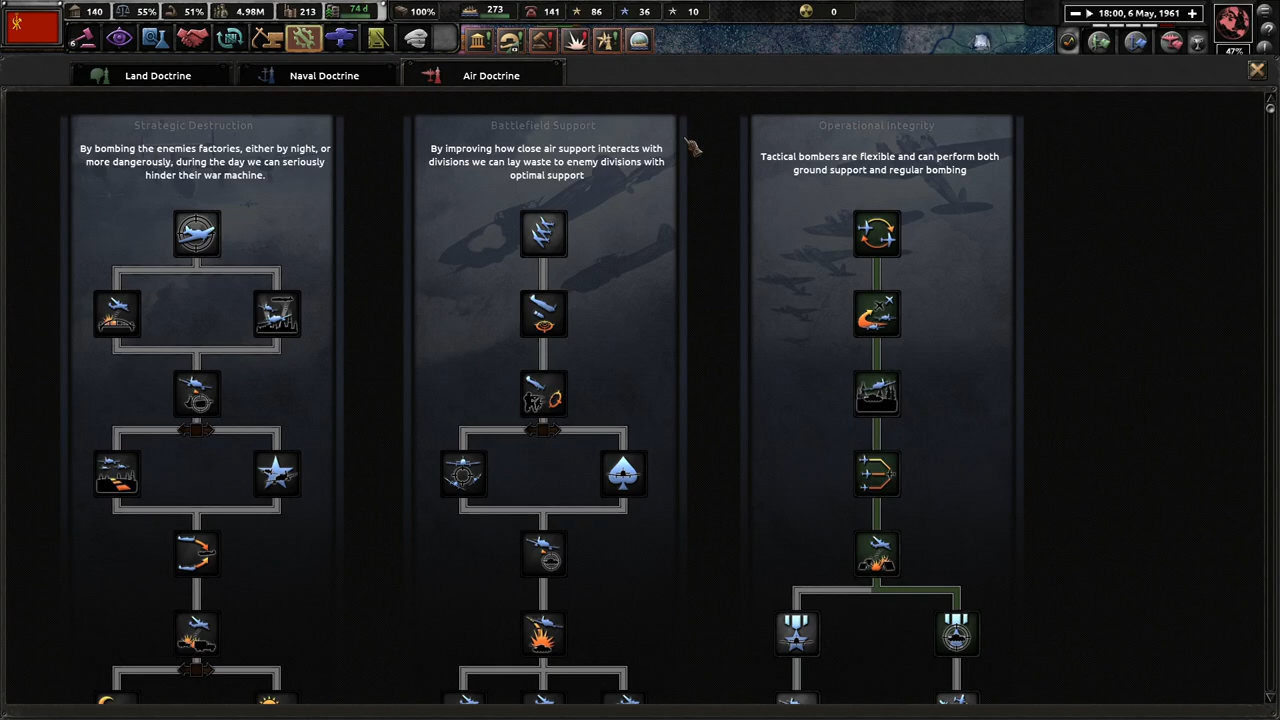 140 55% 51% 4.98M 213 74 d 100% 273 141 86 36 10 0 18:00, 6 May, 1961
6
47%
Land Doctrine Naval Doctrine Air Doctrine
Strategic Destruction Battlefield Support Operational Integrity
By bombing the enemies factories, either by night, or
more dangerously, during the day we can seriously
hinder their war machine.
By improving how close air support interacts with
divisions we can lay waste to enemy divisions with
optimal support
Tactical bombers are flexible and can perform both
ground support and regular bombing